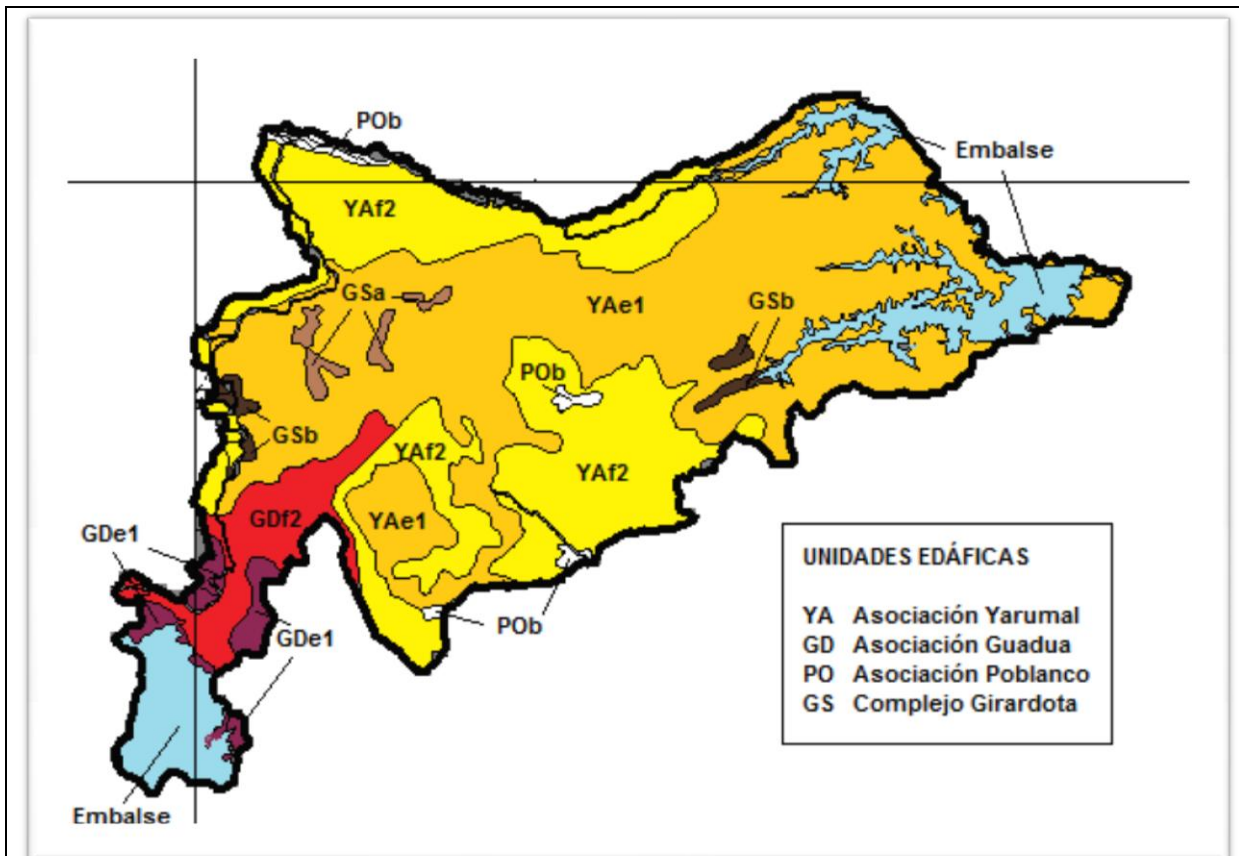 POb
Embalse
YAf2
GSa
YAe1
GSb
POb
GSb
YAf2
YAf2
YAe1
GDf2
GDe1
POb
GDe1
Embalse
UNIDADES EDÁFICAS
YA Asociación Yarumal
GD Asociación Guadua
PO Asociación Poblanco
GS Complejo Girardota